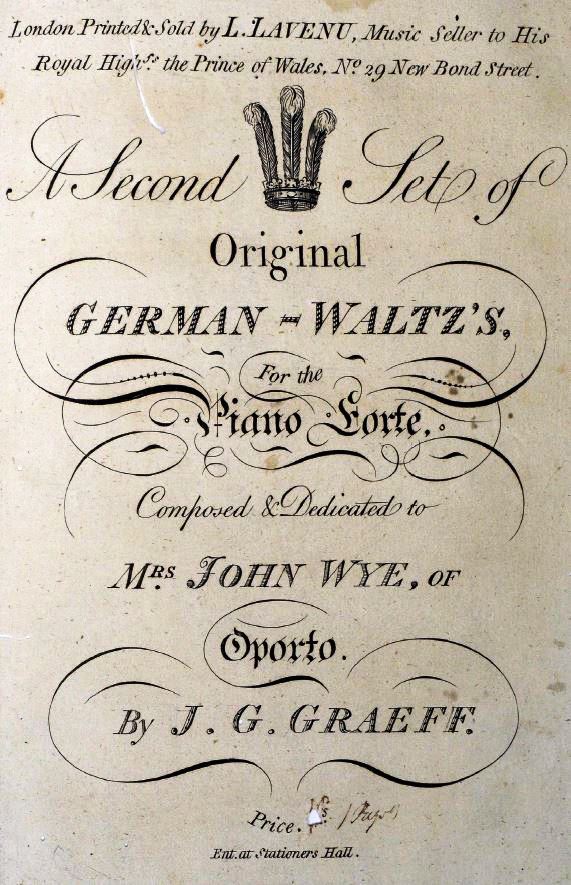 London Printed & Sold by L. LAVENU, Music Seller to His
Royal Highss the Prince of Wales, No. 29 New Bond Street.
A Second Set of
Original
GERMAN - WALTZ'S,
For the
Piano Forte.
Composed & Dedicated to
Mrs JOHN WYE, OF
Oporto.
By J. G. GRAEFF.
Price.
Ent. at Stationers Hall.